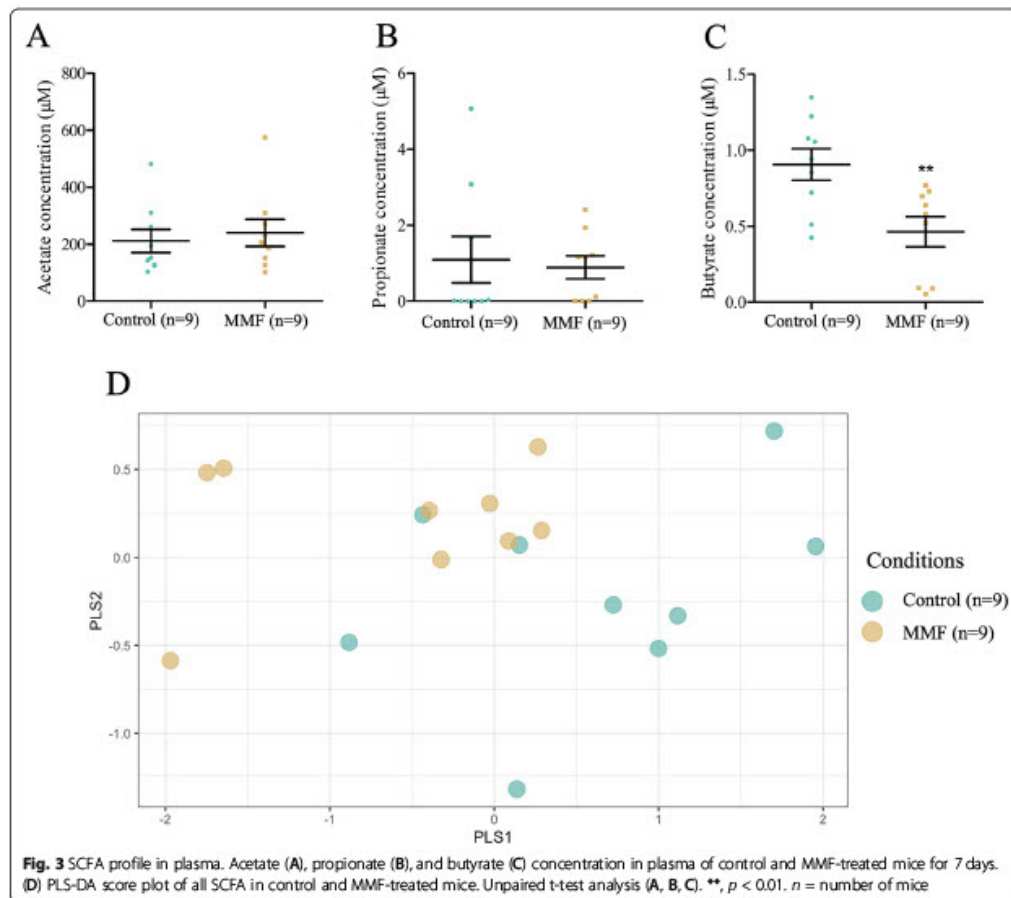 A
B
C
Acetate concentration (µM)
800
600
400
200
0
Control (n=9)
MMF (n=9)
Propionate concentration (µM)
6
4
2
0
Control (n=9)
MMF (n=9)
Butyrate concentration (µM)
1.5
1.0
0.5
0.0
**
Control (n=9)
MMF (n=9)
D
PLS2
0.5
0.0
-0.5
-1.0
-2
-1
0
1
2
PLS1
Conditions
Control (n=9)
MMF (n=9)
Fig. 3 SCFA profile in plasma. Acetate (A), propionate (B), and butyrate (C) concentration in plasma of control and MMF-treated mice for 7 days.
(D) PLS-DA score plot of all SCFA in control and MMF-treated mice. Unpaired t-test analysis (A, B, C). **, p < 0.01. n = number of mice